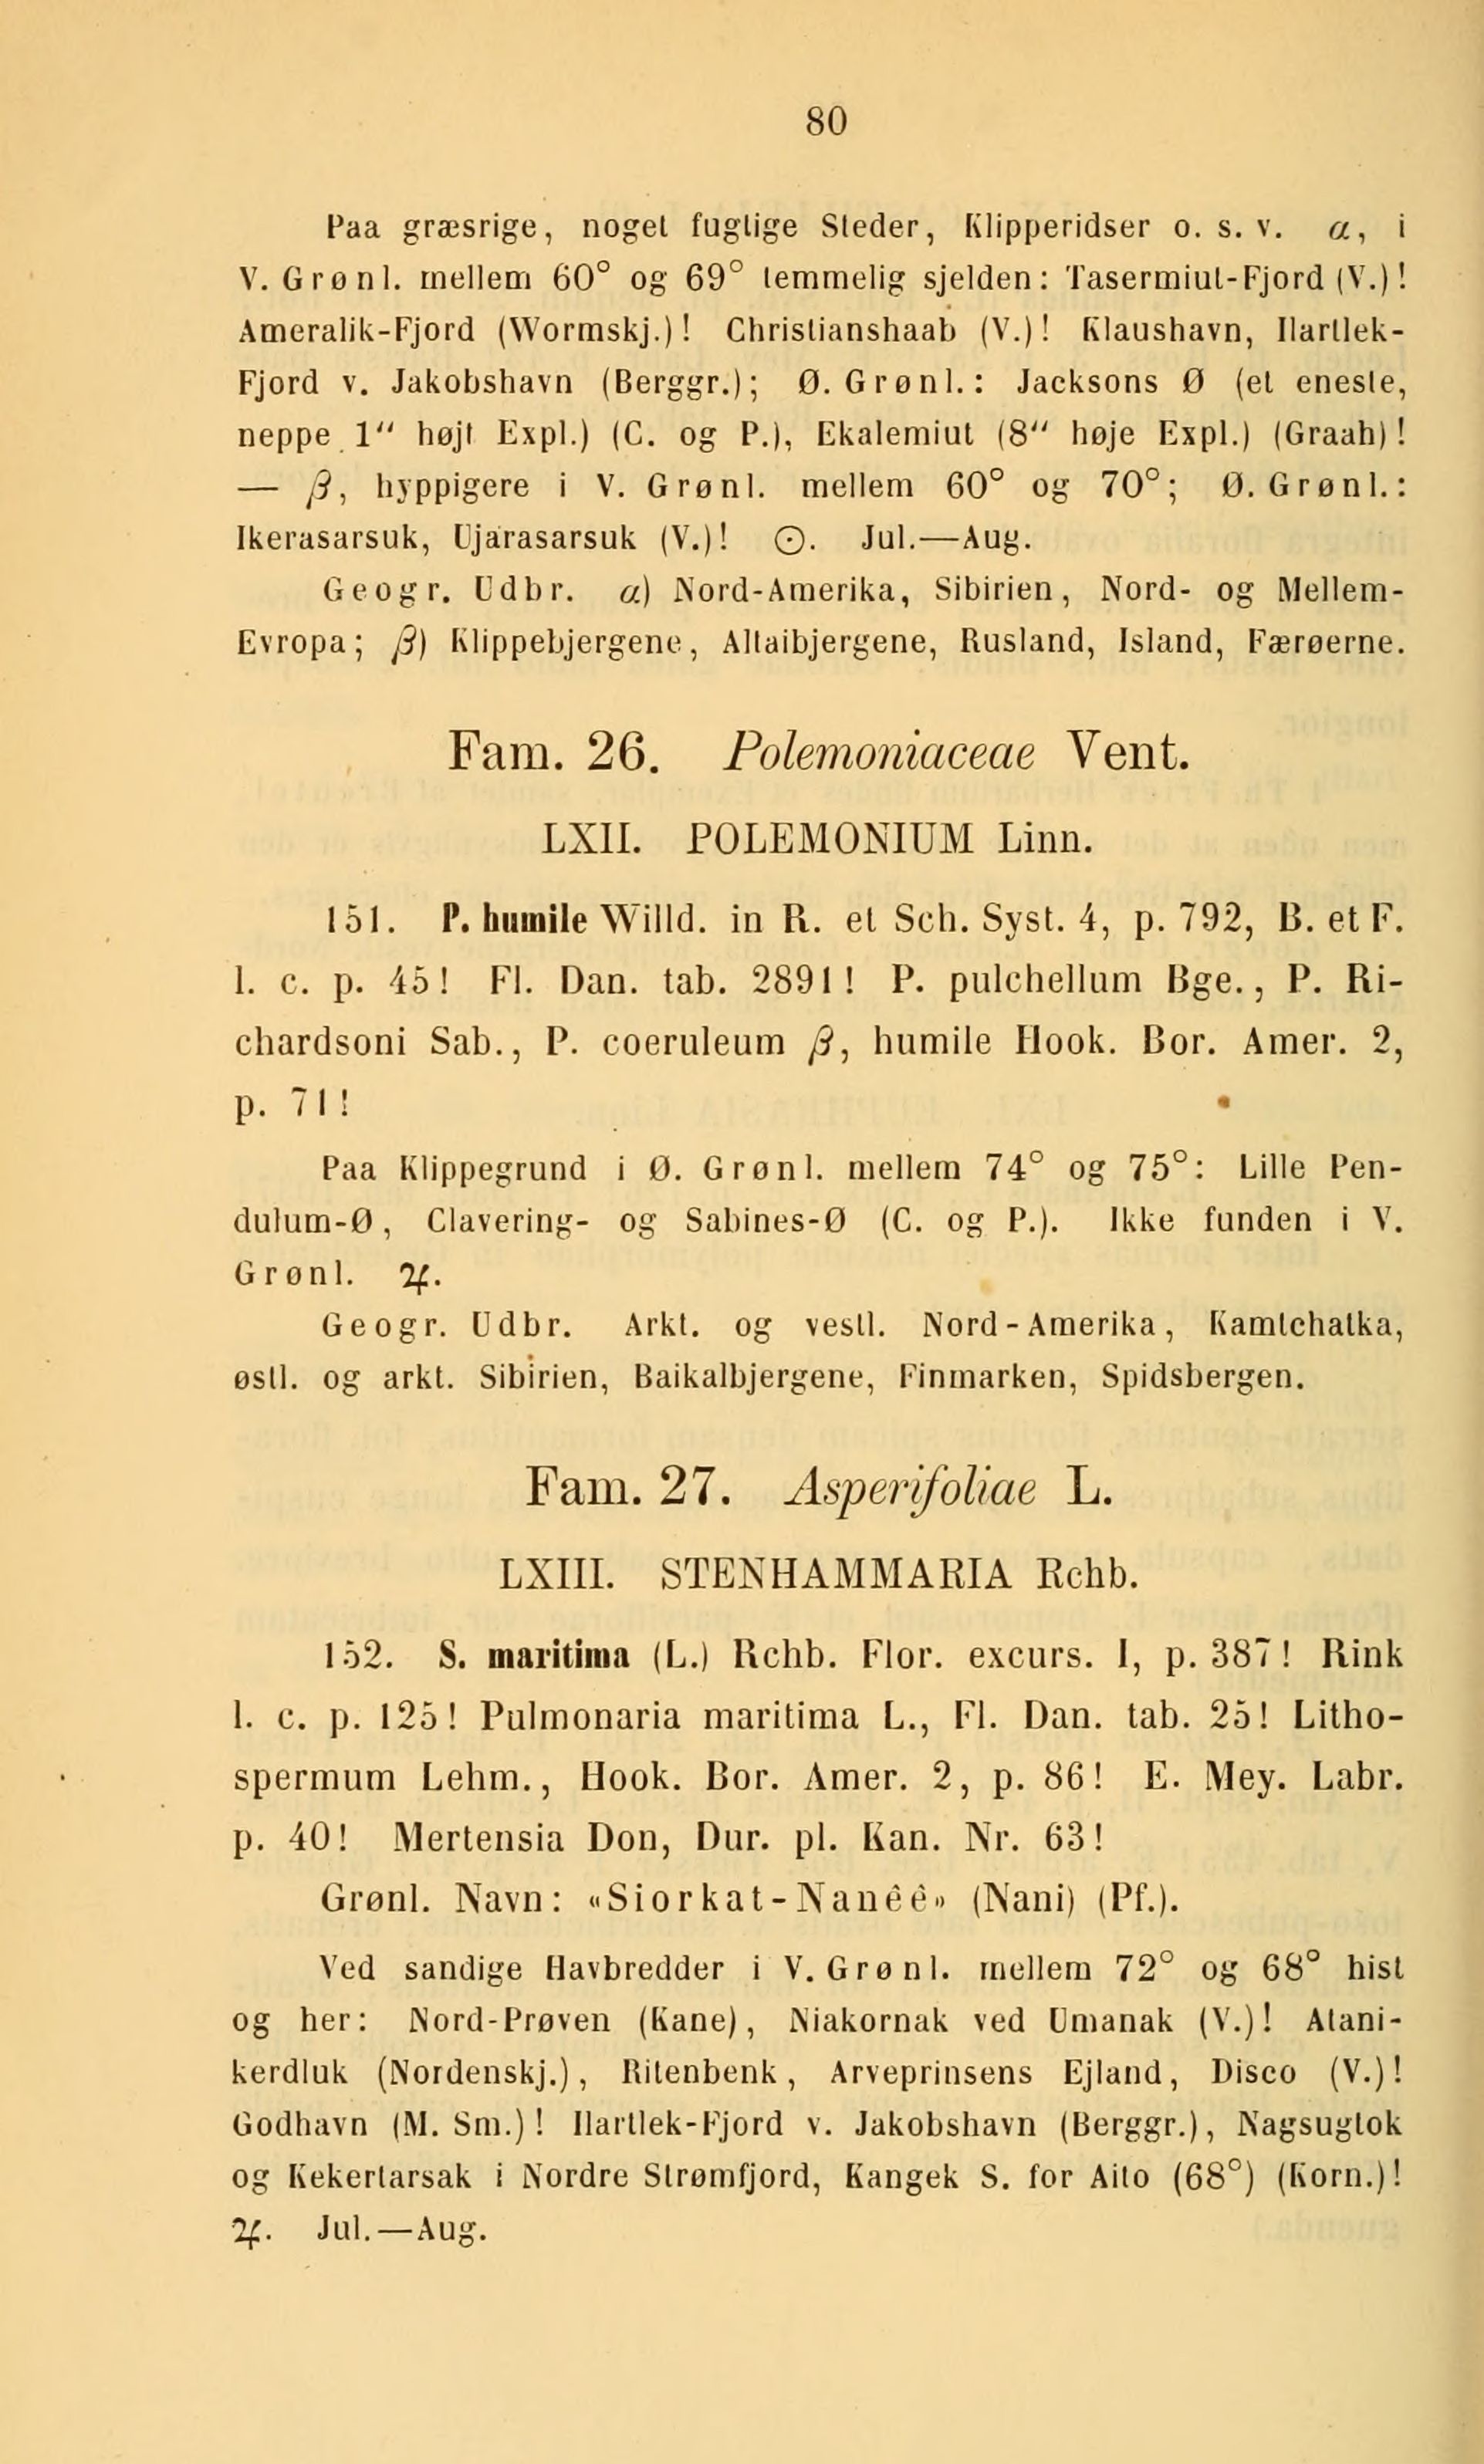 80
Paa græsrige, noget fugtige Steder, Klipperidser o. s. v. α, i
V. Grønl. mellem 60° og 69° temmelig sjelden: Tasermiut-Fjord (V.)!
Ameralik-Fjord (Wormskj.)! Christianshaab (V.)! Klaushavn, Ilartlek-
Fjord v. Jakobshavn (Berggr.); Ø. Grønl.: Jacksons Ø (et eneste,
neppe 1" højt Expl.) (C. og P.), Ekalemiut (8" høje Expl.) (Graah)!
— β, hyppigere i V. Grønl. mellem 60° og 70°; Ø. Grønl.:
Ikerasarsuk, Ujarasarsuk (V.)! ⊙. Jul.—Aug.
Geogr. Udbr. α) Nord-Amerika, Sibirien, Nord- og Mellem-
Evropa; β) Klippebjergene, Altaibjergene, Rusland, Island, Færøerne.
Fam. 26. Polemoniaceae Vent.
LXII. POLEMONIUM Linn.
151. P. humile Willd. in R. et Sch. Syst. 4, p. 792, B. et F.
l. c. p. 45! Fl. Dan. tab. 2891! P. pulchellum Bge., P. Ri-
chardsoni Sab., P. coeruleum β, humile Hook. Bor. Amer. 2,
p. 71!
Paa Klippegrund i Ø. Grønl. mellem 74° og 75°: Lille Pen-
dulum-Ø, Clavering- og Sabines-Ø (C. og P.). Ikke funden i V.
Grønl. ♃.
Geogr. Udbr. Arkt. og vestl. Nord-Amerika, Kamtchatka,
østl. og arkt. Sibirien, Baikalbjergene, Finmarken, Spidsbergen.
Fam. 27. Asperifoliae L.
LXIII. STENHAMMARIA Rchb.
152. S. maritima (L.) Rchb. Flor. excurs. I, p. 387! Rink
l. c. p. 125! Pulmonaria maritima L., Fl. Dan. tab. 25! Litho-
spermum Lehm., Hook. Bor. Amer. 2, p. 86! E. Mey. Labr.
p. 40! Mertensia Don, Dur. pl. Kan. Nr. 63!
Grønl. Navn: «Siorkat-Nanêê» (Nani) (Pf.).
Ved sandige Havbredder i V. Grønl. mellem 72° og 68° hist
og her: Nord-Prøven (Kane), Niakornak ved Umanak (V.)! Atani-
kerdluk (Nordenskj.), Ritenbenk, Arveprinsens Ejland, Disco (V.)!
Godhavn (M. Sm.)! Ilartlek-Fjord v. Jakobshavn (Berggr.), Nagsugtok
og Kekertarsak i Nordre Strømfjord, Kangek S. for Aito (68°) (Korn.)!
♃. Jul.—Aug.